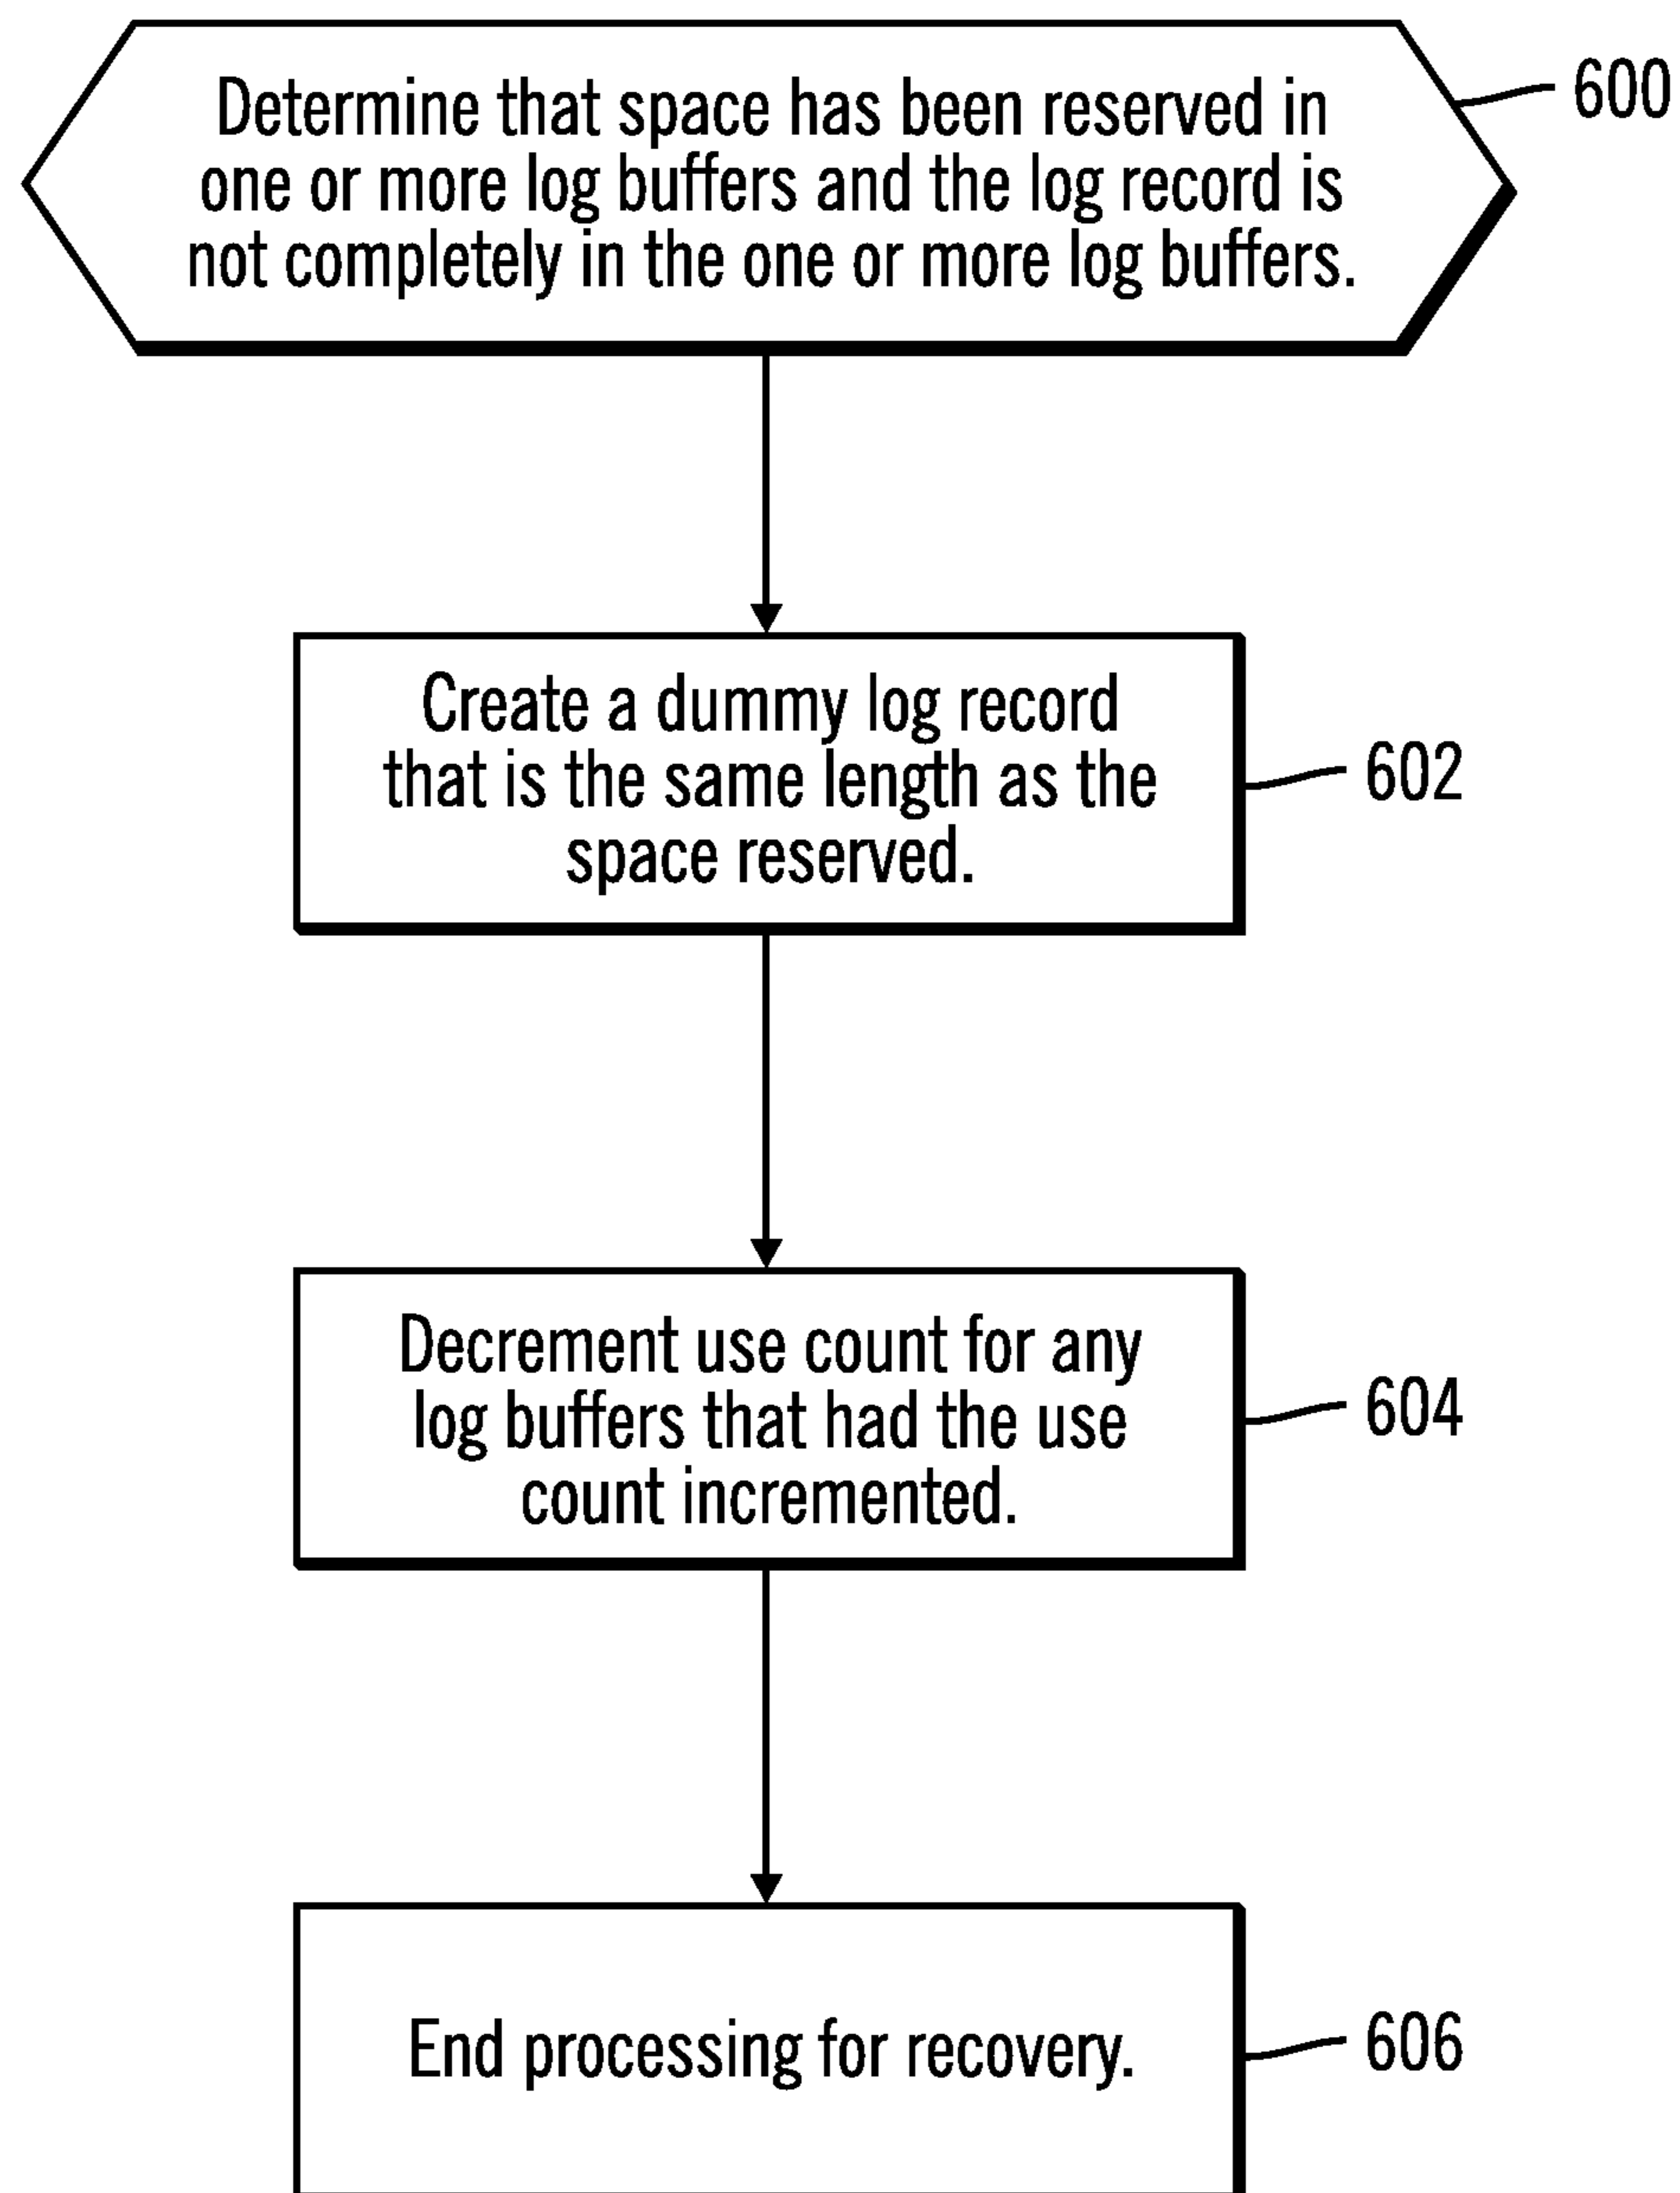 Determine that space has been reserved in
one or more log buffers and the log record is
not completely in the one or more log buffers.
600
Create a dummy log record
that is the same length as the
space reserved.
602
Decrement use count for any
log buffers that had the use
count incremented.
604
End processing for recovery.
606